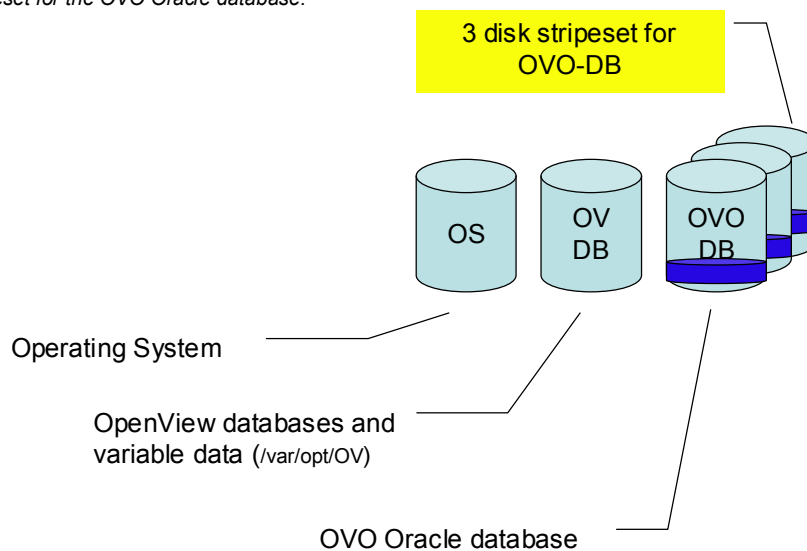 set for the OVO Oracle database.
3 disk stripeset for
OVO-DB
OS
OV
DB
OVO
DB
Operating System
OpenView databases and
variable data (/var/opt/OV)
OVO Oracle database